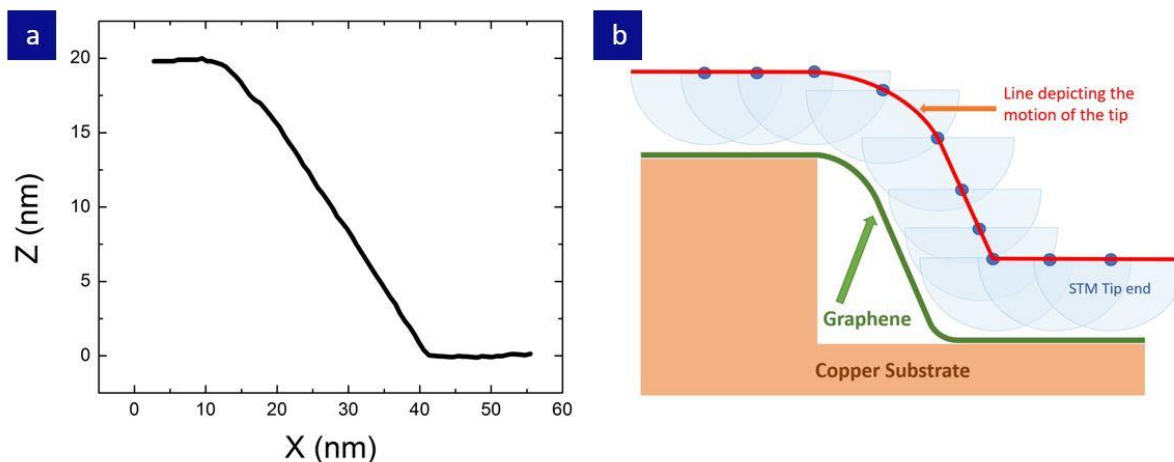 a
Z (nm)
20
15
10
5
0
0 10 20 30 40 50 60
X (nm)
b
Line depicting the
motion of the tip
STM Tip end
Graphene
Copper Substrate